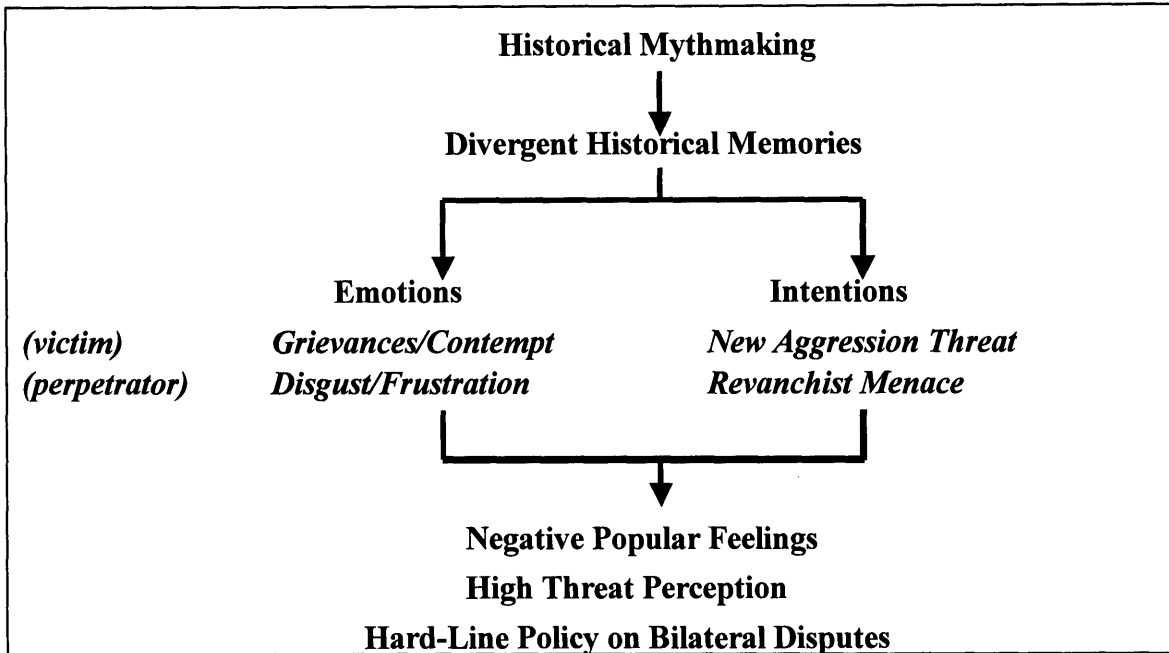 Historical Mythmaking
Divergent Historical Memories
Emotions Intentions
(victim) Grievances/Contempt New Aggression Threat
(perpetrator) Disgust/Frustration Revanchist Menace
Negative Popular Feelings
High Threat Perception
Hard-Line Policy on Bilateral Disputes